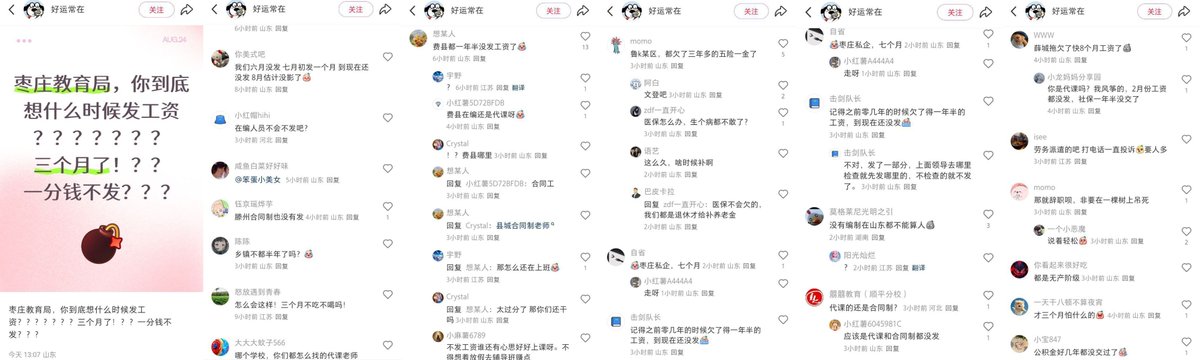 好运常在
关注
AUG.24
枣庄教育局，你到底
想什么时候发工资
？？？？？？？
三个月了！？？
一分钱不发？？？
枣庄教育局，你到底想什么时候发工
资？？？？？？？三个月了！？？一分钱不
发？？？
今天 13:07 山东
好运常在
关注
6小时前 山东 回复
你美式吧
我们六月没发 七月初发一个月 到现在还
没发 8月估计没影了
8小时前 山东 回复
小红帽hihi
在编人员不会不发吧？
3小时前 河北 回复
咸鱼白菜好好味
@笨蛋小美女 5小时前 山东 回复
钰京瑶烨芋
滕州合同制也没有发 4小时前 山东 回复
1
陈陈
乡镇不都半年了吗？
3小时前 山东 回复
怒放遇到青春
怎么会这样！三个月不吃不喝吗！
9小时前 江苏 回复
大大大蚊子566
哪个学校，你们都怎么找的代课老师
好运常在
关注
想某人
费县都一年半没发工资了
6小时前 山东 回复
13
宇野
？ 6小时前 江苏 回复 翻译
1
小红薯5D72BFDB
费县在编还是代课呀
4小时前 山东 回复
1
Crystal
！？费县哪里 3小时前 山东 回复
想某人
回复 小红薯5D72BFDB：合同工
3小时前 山东 回复
想某人
回复 Crystal：县城合同制老师
3小时前 山东 回复
宇野
回复 想某人：那怎么还在上班
3小时前 江苏 回复
1
Crystal
回复 想某人：太过分了 那你们还干
吗？ 3小时前 山东 回复
1
小麻薯6789
不发工资谁还有心思好好上课呀。不
得想着放假去辅导班赚点
好运常在
关注
momo
鲁k某区，都欠了三年多的五险一金了
3小时前 山东 回复
5
阿白
文登吧 3小时前 山东 回复
2
zdf一直开心
医保怎么办、生个病都不敢了？
3小时前 山东 回复
语艺
这么久，啥时候补啊
2小时前 山东 回复
巴皮卡拉
回复 zdf一直开心：医保不会欠的，
我们都是退休才给补养老金
2小时前 山东 回复
自省
枣庄私企，七个月 2小时前 山东 回复
1
小红薯A444A4
走呀 1小时前 山东 回复
击剑队长
记得之前零几年的时候欠了得一年半的
工资，到现在还没发
好运常在
关注
自省
枣庄私企，七个月 2小时前 山东 回复
1
小红薯A444A4
走呀 1小时前 山东 回复
击剑队长
记得之前零几年的时候欠了得一年半的
工资，到现在还没发
2小时前 山东 回复
击剑队长
不对，发了一部分，上面领导去哪里
检查就先发哪里的，不检查的就不发
了。 3小时前 山东 回复
莫格莱尼光明之引
没有编制在山东都不能算人
2小时前 湖南 回复
3
阳光灿烂
？ 2小时前 江苏 回复 翻译
囍囍教育（顺平分校）
代课的还是合同制？ 3小时前 河北 回复
1
小红薯6045981C
应该是代课和合同制都没发
1小时前 山东 回复
好运常在
关注
WWW
薛城拖欠了快8个月工资了
3小时前 山东 回复
1
小龙妈妈分享园
你是代课吗？我风筝的，2月份工资
都没发，社保一年半没交了
4小时前 山东 回复
isee
劳务派遣的吧 打电话一直投诉 要人多
3小时前 江苏 回复
1
momo
那就辞职呗，非要在一棵树上吊死
3小时前 山东 回复
一个小恶魔
说着轻松 3小时前 山东 回复
2
你看起来很好吃
都是无产阶级 3小时前 山东 回复
一天干八顿不算夜宵
才三个月怕什么的 4小时前 山东 回复
1
小宝847
公积金好几年都没交过了